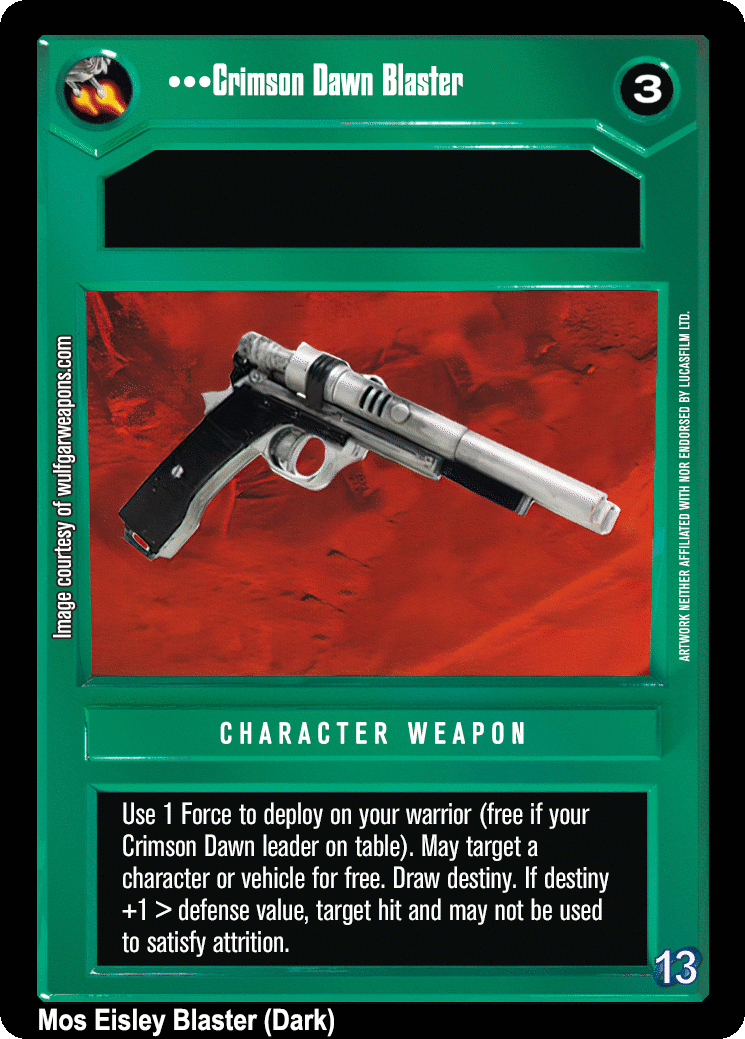 •••Crimson Dawn Blaster
3
Image courtesy of wulfgarweapons.com
ARTWORK NEITHER AFFILIATED WITH NOR ENDORSED BY LUCASFILM LTD.
CHARACTER WEAPON
Use 1 Force to deploy on your warrior (free if your
Crimson Dawn leader on table). May target a
character or vehicle for free. Draw destiny. If destiny
+1 > defense value, target hit and may not be used
to satisfy attrition.
13
Mos Eisley Blaster (Dark)